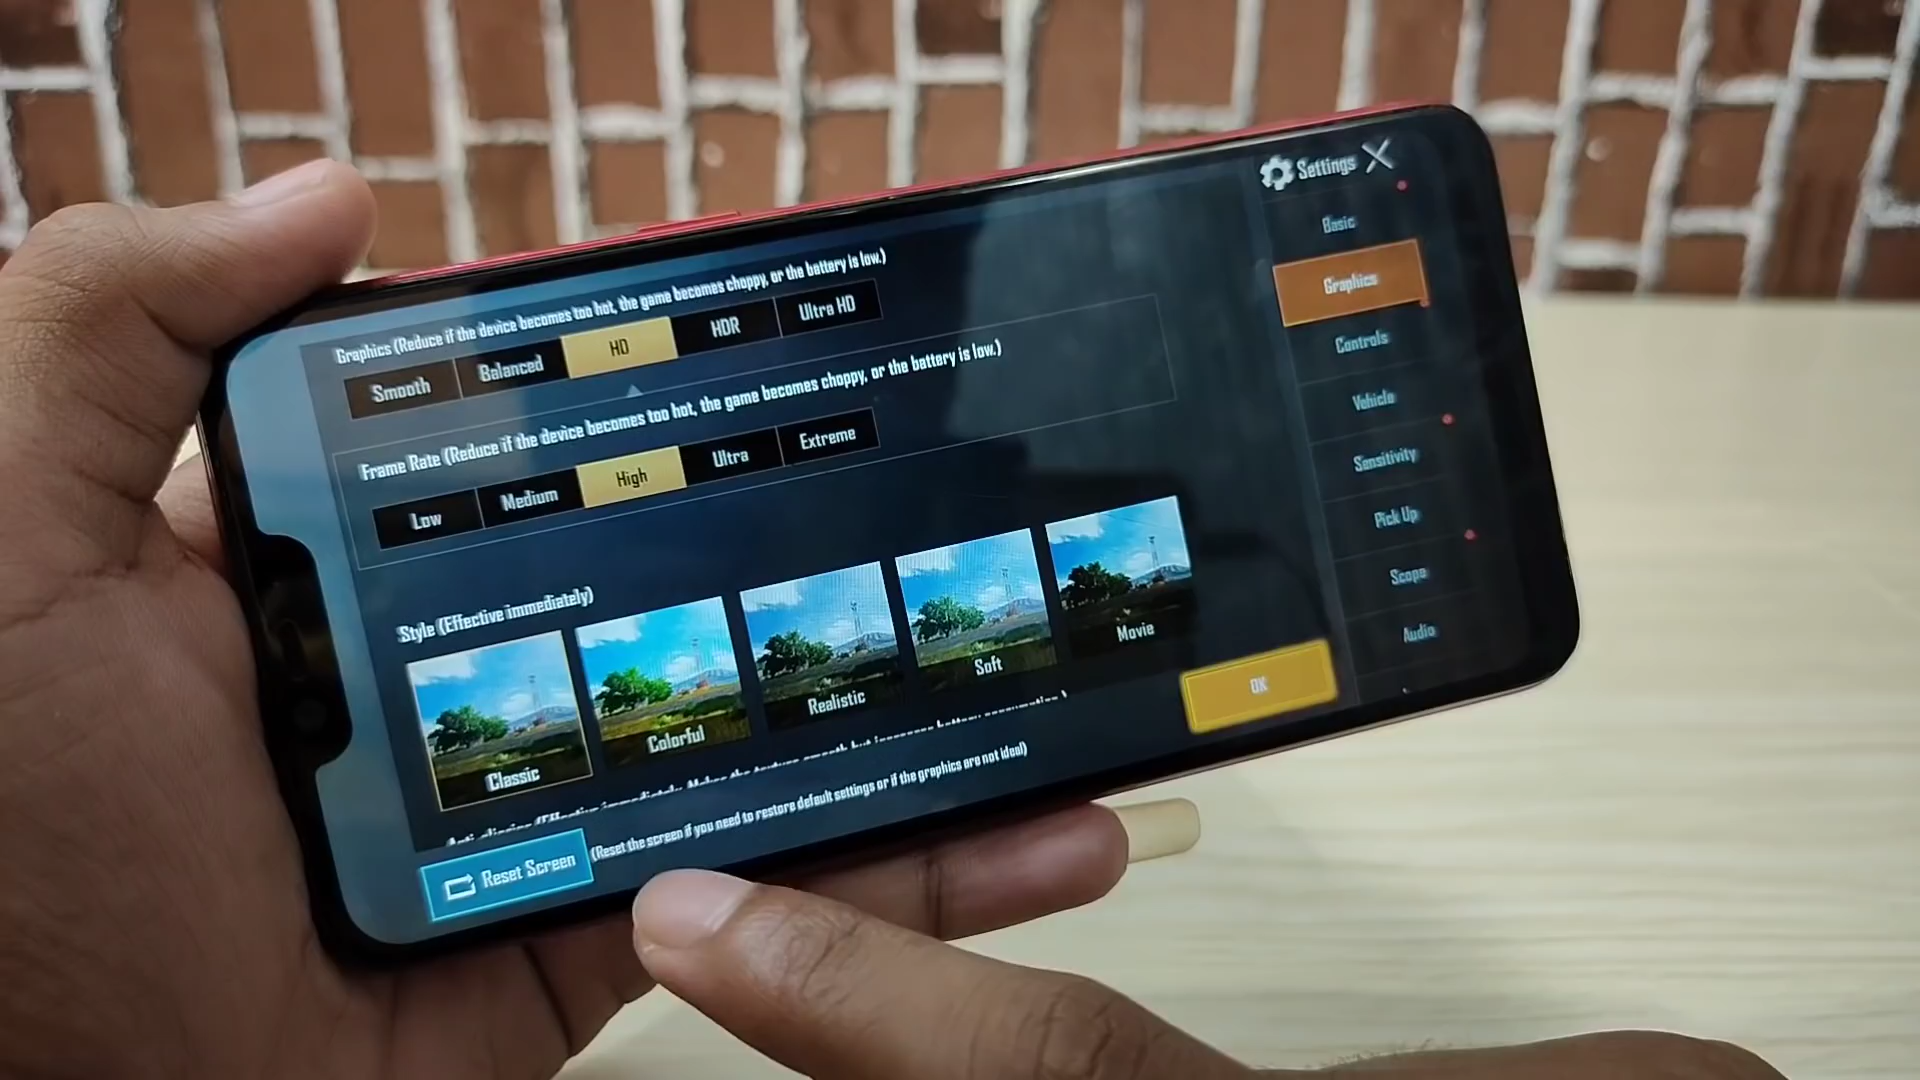 Graphics (Reduce if the device becomes too hot, the game becomes choppy, or the battery is low.)
Smooth
Balanced
HD
HDR
Ultra HD
Frame Rate (Reduce if the device becomes too hot, the game becomes choppy, or the battery is low.)
Low
Medium
High
Ultra
Extreme
Style (Effective immediately)
Classic
Colorful
Realistic
Soft
Movie
Reset Screen
(Reset the screen if you need to restore default settings or if the graphics are not ideal)
OK
Settings
Basic
Graphics
Controls
Vehicle
Sensitivity
Pick Up
Scope
Audio